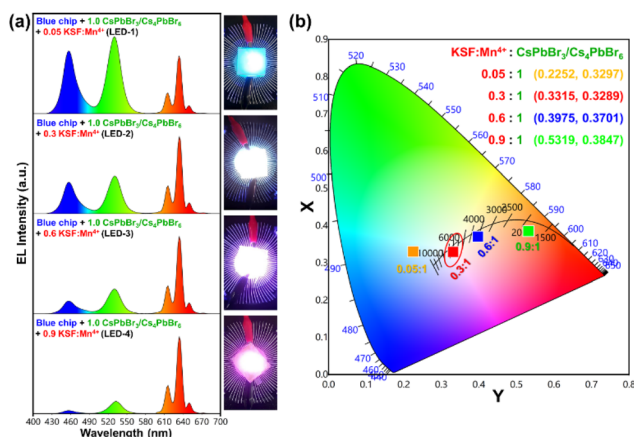 (a)
Blue chip + 1.0 CsPbBr₃/Cs₄PbBr₆
+ 0.05 KSF:Mn⁴⁺ (LED-1)
Blue chip + 1.0 CsPbBr₃/Cs₄PbBr₆
+ 0.3 KSF:Mn⁴⁺ (LED-2)
Blue chip + 1.0 CsPbBr₃/Cs₄PbBr₆
+ 0.6 KSF:Mn⁴⁺ (LED-3)
Blue chip + 1.0 CsPbBr₃/Cs₄PbBr₆
+ 0.9 KSF:Mn⁴⁺ (LED-4)
EL Intensity (a.u.)
400 460 520 580 640 700
Wavelength (nm)
(b)
KSF:Mn⁴⁺ : CsPbBr₃/Cs₄PbBr₆
0.05 : 1 (0.2252, 0.3297)
0.3 : 1 (0.3315, 0.3289)
0.6 : 1 (0.3975, 0.3701)
0.9 : 1 (0.5319, 0.3847)
0.9
0.8
0.7
0.6
0.5
0.4
0.3
0.2
0.1
0.0
X
520
530
540
550
560
570
580
590
600
610
620
510
500
490
480
470
460
10000
6000
4000
3000
2500
20
1500
0.05:1
0.3:1
0.6:1
0.9:1
0.0 0.1 0.2 0.3 0.4 0.5 0.6 0.7 0.8
Y